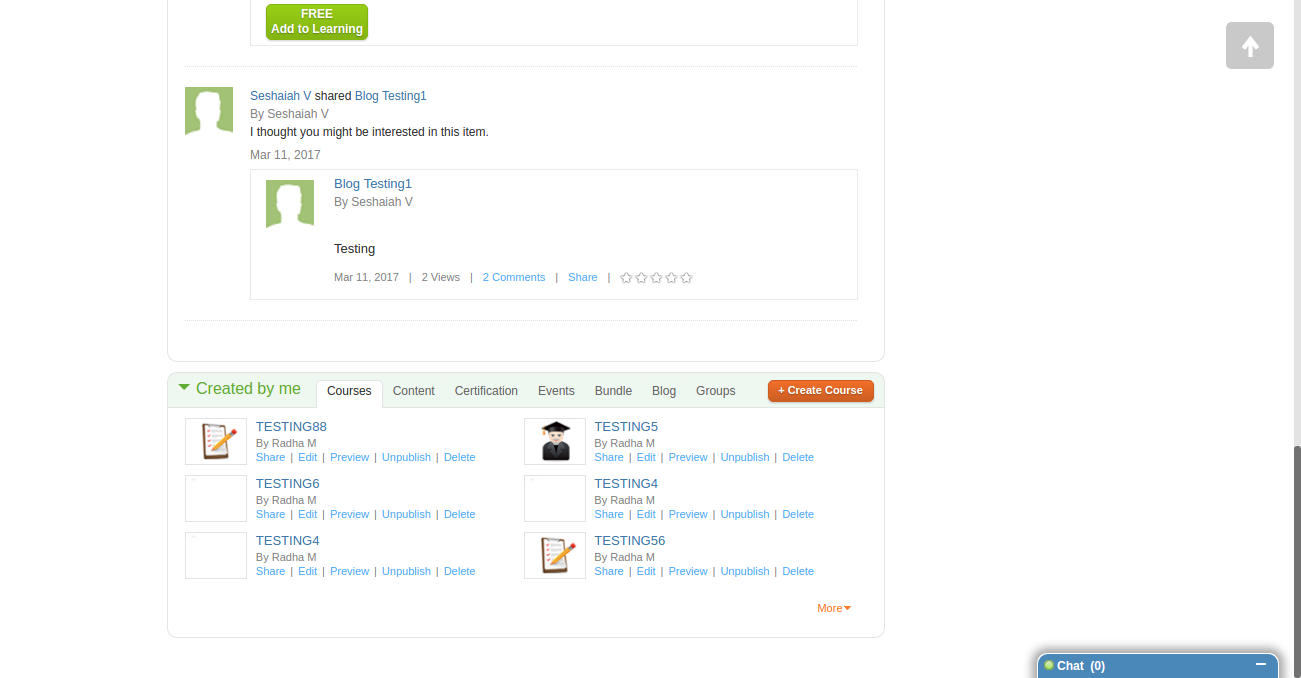 FREE
Add to Learning
Seshaiah V shared Blog Testing1
By Seshaiah V
I thought you might be interested in this item.
Mar 11, 2017
Blog Testing1
By Seshaiah V
Testing
Mar 11, 2017 | 2 Views | 2 Comments | Share |
Created by me Courses Content Certification Events Bundle Blog Groups + Create Course
TESTING88
By Radha M
Share | Edit | Preview | Unpublish | Delete
TESTING5
By Radha M
Share | Edit | Preview | Unpublish | Delete
TESTING6
By Radha M
Share | Edit | Preview | Unpublish | Delete
TESTING4
By Radha M
Share | Edit | Preview | Unpublish | Delete
TESTING4
By Radha M
Share | Edit | Preview | Unpublish | Delete
TESTING56
By Radha M
Share | Edit | Preview | Unpublish | Delete
More
Chat (0)